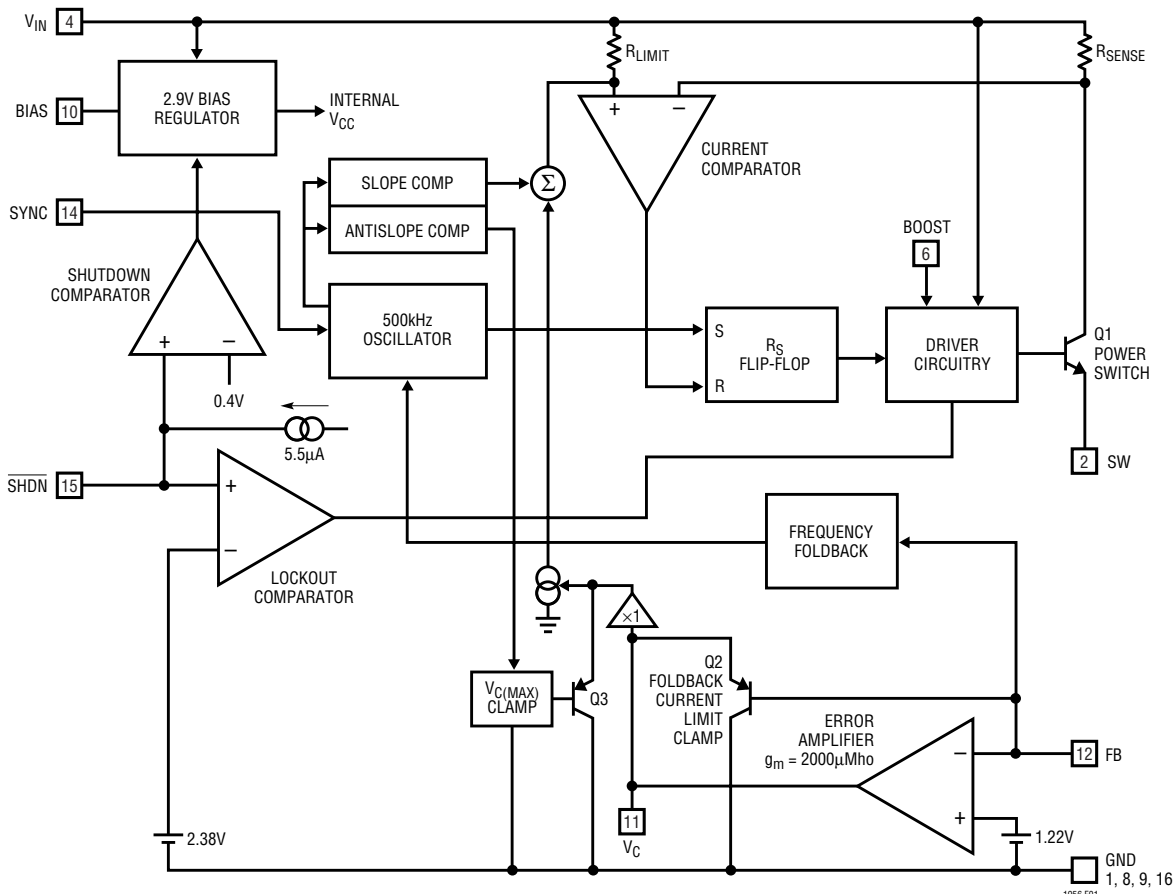 VIN 4
RLIMIT
RSENSE
2.9V BIAS
REGULATOR
INTERNAL
VCC
BIAS 10
+
−
CURRENT
COMPARATOR
SLOPE COMP
Σ
ANTISLOPE COMP
SYNC 14
BOOST
6
SHUTDOWN
COMPARATOR
+
−
0.4V
500kHz
OSCILLATOR
S
R
RS
FLIP-FLOP
DRIVER
CIRCUITRY
Q1
POWER
SWITCH
5.5µA
2 SW
SHDN 15
+
−
LOCKOUT
COMPARATOR
FREQUENCY
FOLDBACK
×1
VC(MAX)
CLAMP
Q3
Q2
FOLDBACK
CURRENT
LIMIT
CLAMP
ERROR
AMPLIFIER
gm = 2000µMho
−
+
12 FB
11
VC
2.38V
1.22V
GND
1, 8, 9, 16
1956 F01